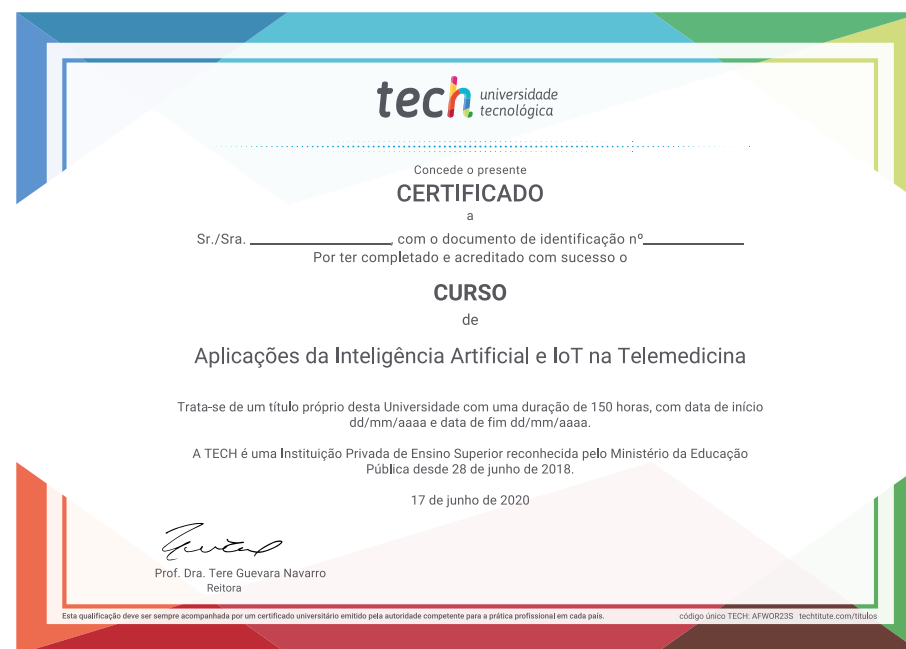 tech universidade
tecnológica
Concede o presente
CERTIFICADO
a
Sr./Sra. ____________________, com o documento de identificação nº______________
Por ter completado e acreditado com sucesso o
CURSO
de
Aplicações da Inteligência Artificial e IoT na Telemedicina
Trata-se de um título próprio desta Universidade com uma duração de 150 horas, com data de início
dd/mm/aaaa e data de fim dd/mm/aaaa.
A TECH é uma Instituição Privada de Ensino Superior reconhecida pelo Ministério da Educação
Pública desde 28 de junho de 2018.
17 de junho de 2020
Prof. Dra. Tere Guevara Navarro
Reitora
Esta qualificação deve ser sempre acompanhada por um certificado universitário emitido pela autoridade competente para a prática profissional em cada país.
código único TECH: AFWOR23S techtitute.com/titulos